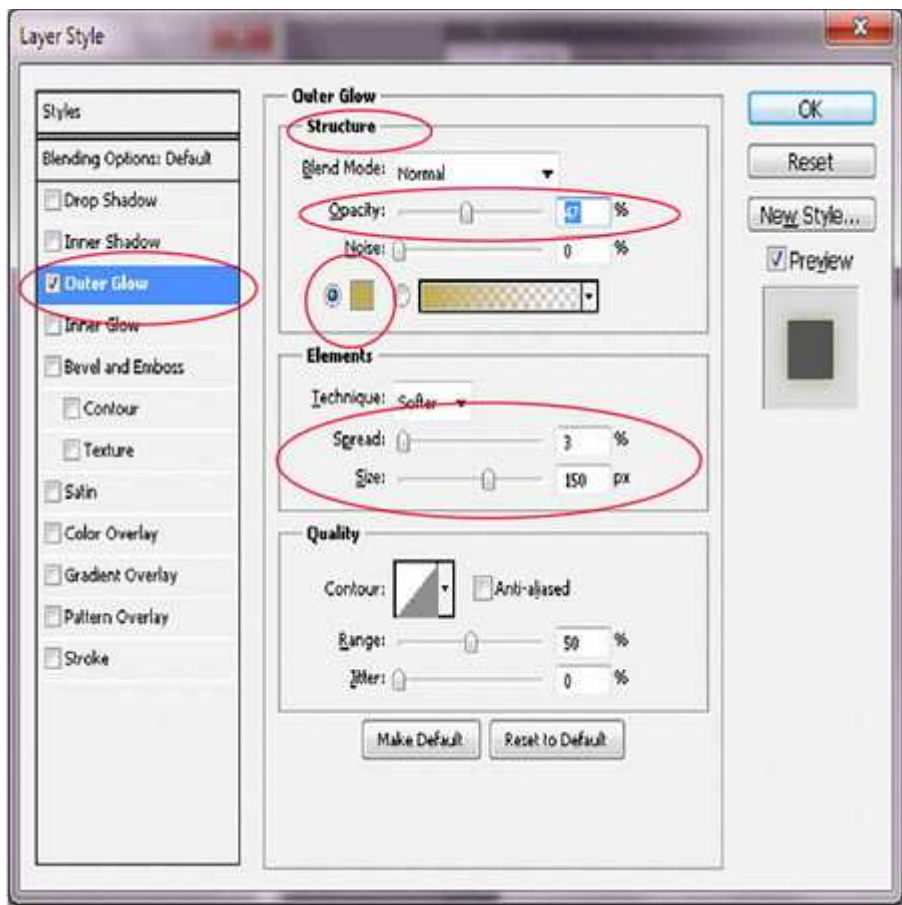 Layer Style
Styles
Blending Options: Default
Drop Shadow
Inner Shadow
Outer Glow
Inner Glow
Bevel and Emboss
Contour
Texture
Satin
Color Overlay
Gradient Overlay
Pattern Overlay
Stroke
Outer Glow
Structure
Blend Mode: Normal
Opacity: 47 %
Noise: 0 %
Elements
Technique: Softer
Spread: 3 %
Size: 150 px
Quality
Contour: Anti-aliased
Range: 50 %
Jitter: 0 %
Make Default Reset to Default
OK
Reset
New Style...
Preview